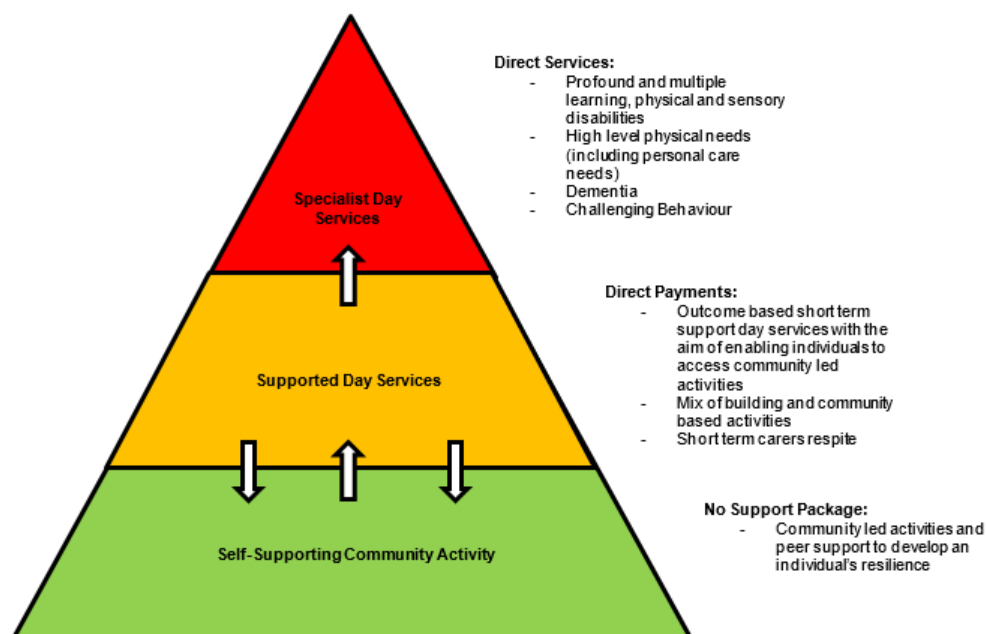 Direct Services:
- Profound and multiple
learning, physical and sensory
disabilities
- High level physical needs
(including personal care
needs)
- Dementia
- Challenging Behaviour
Specialist Day
Services
Direct Payments:
- Outcome based short term
support day services with the
aim of enabling individuals to
access community led
activities
- Mix of building and community
based activities
- Short term carers respite
Supported Day Services
No Support Package:
- Community led activities and
peer support to develop an
individual's resilience
Self-Supporting Community Activity